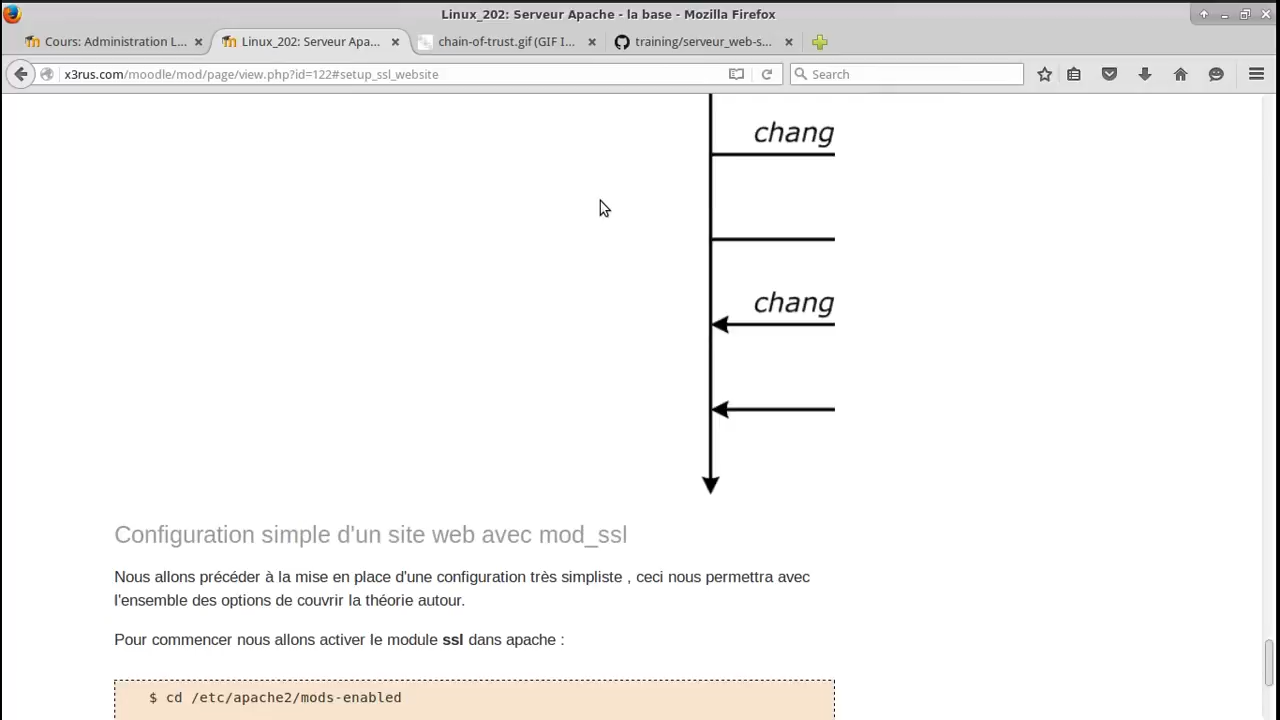 Linux_202: Serveur Apache - la base - Mozilla Firefox
Cours: Administration L...
Linux_202: Serveur Apa...
chain-of-trust.gif (GIF I...
training/serveur_web-s...
x3rus.com/moodle/mod/page/view.php?id=122#setup_ssl_website
Search
chang
chang
Configuration simple d'un site web avec mod_ssl
Nous allons précéder à la mise en place d'une configuration très simpliste , ceci nous permettra avec
l'ensemble des options de couvrir la théorie autour.
Pour commencer nous allons activer le module ssl dans apache :
$ cd /etc/apache2/mods-enabled